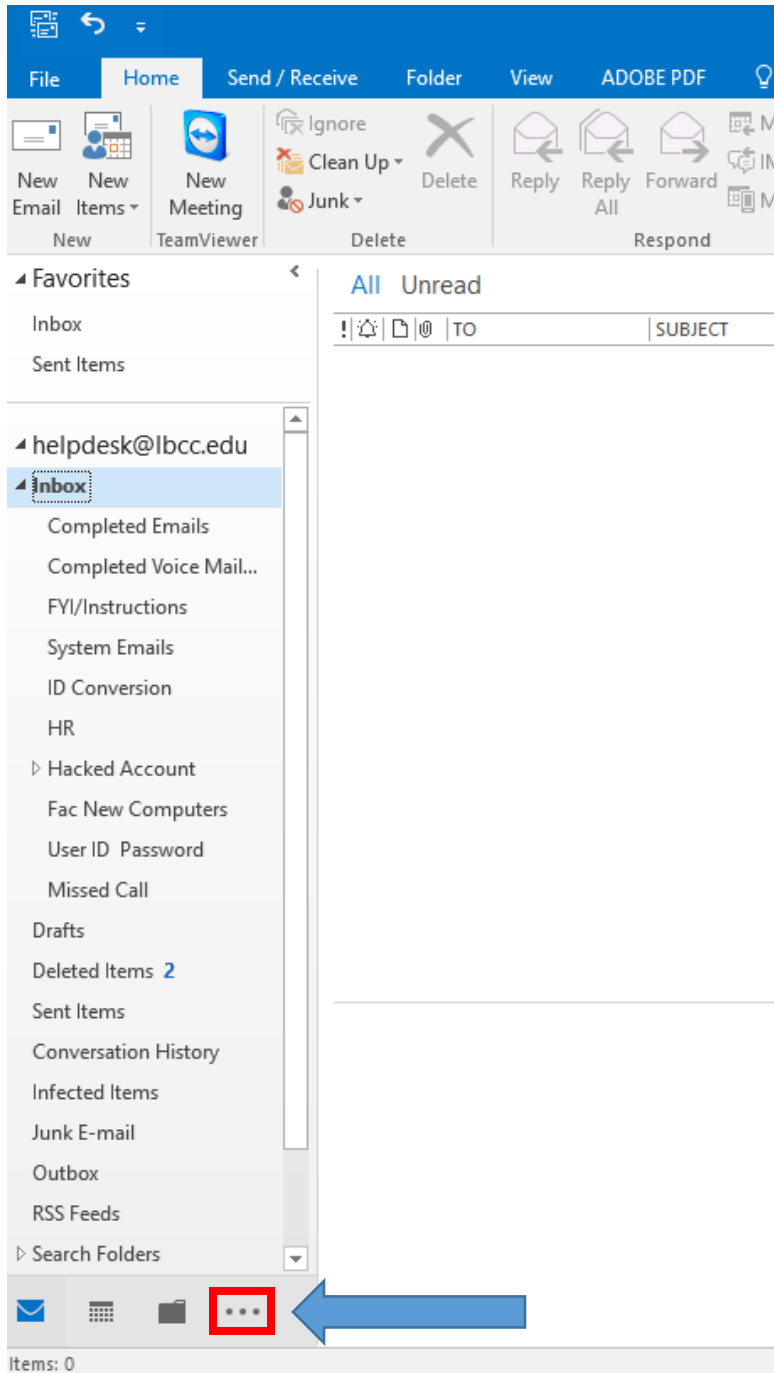 File Home Send / Receive Folder View ADOBE PDF
Ignore
Clean Up
Junk
New Email
New Items
New Meeting
Delete
Reply
Reply All
Forward
M
IM
M
New TeamViewer Delete Respond
Favorites
Inbox
Sent Items
helpdesk@lbcc.edu
Inbox
Completed Emails
Completed Voice Mail...
FYI/Instructions
System Emails
ID Conversion
HR
Hacked Account
Fac New Computers
User ID Password
Missed Call
Drafts
Deleted Items 2
Sent Items
Conversation History
Infected Items
Junk E-mail
Outbox
RSS Feeds
Search Folders
All Unread
! TO SUBJECT
Items: 0